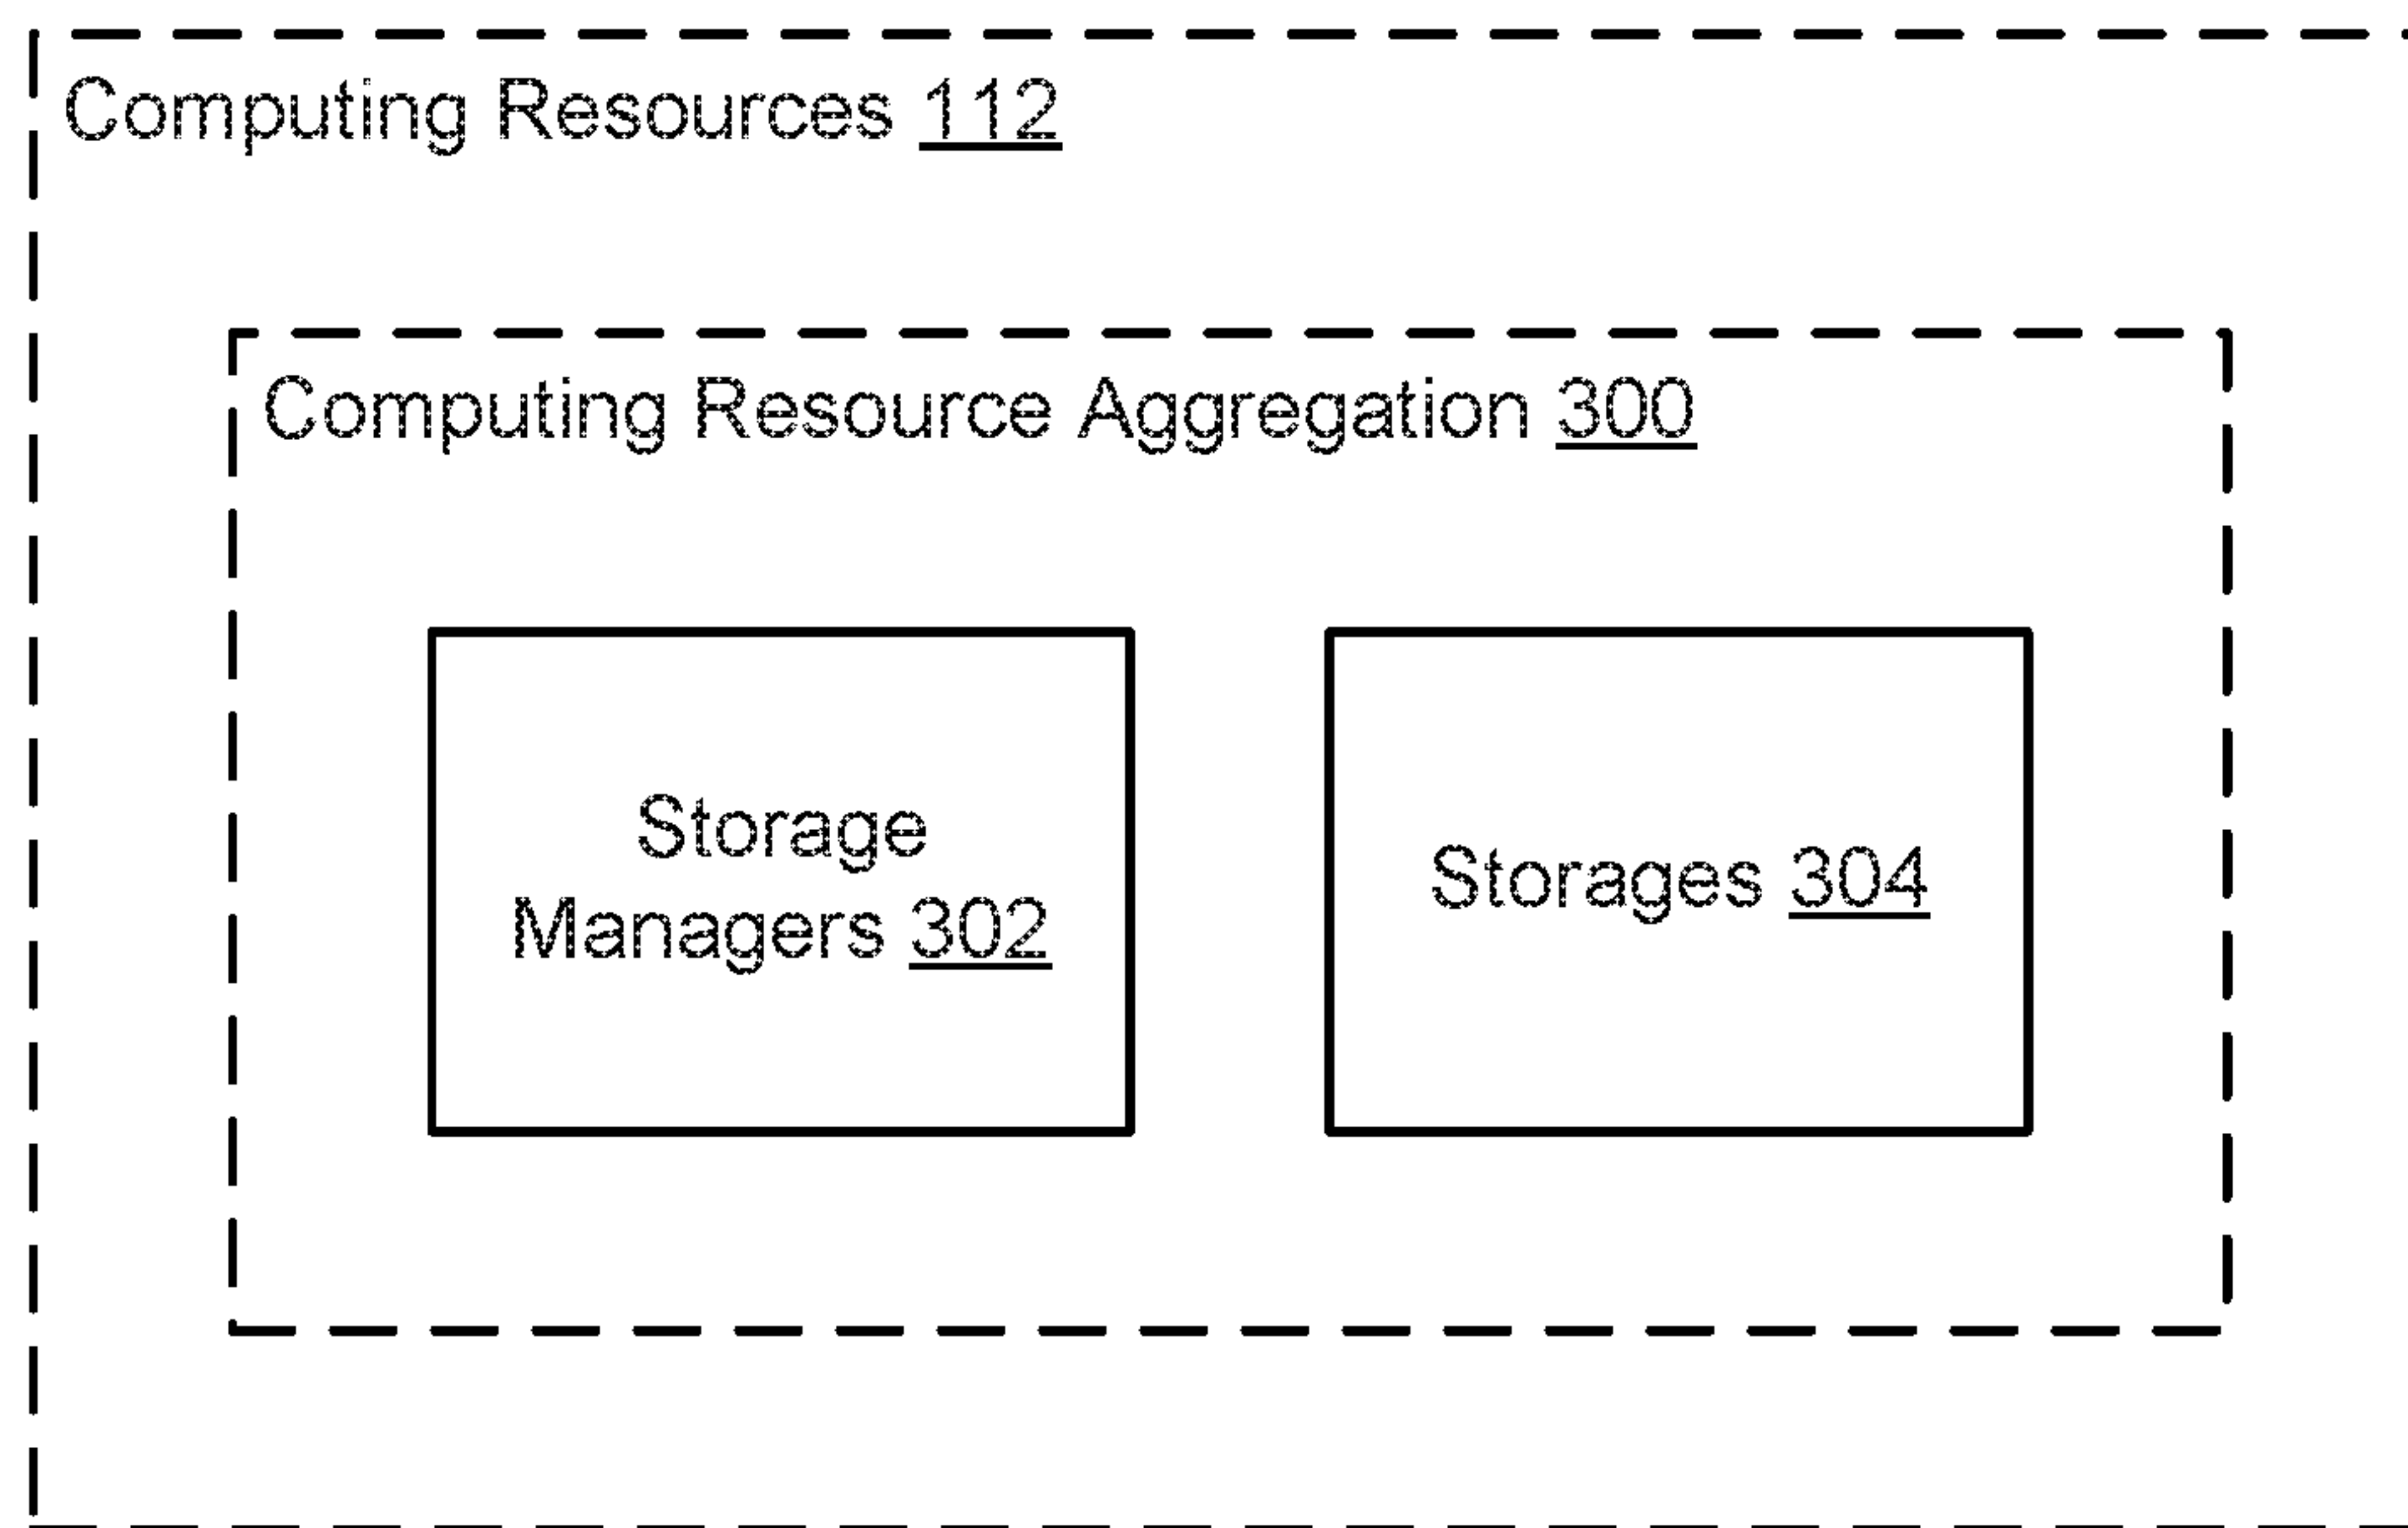 Computing Resources 112
Computing Resource Aggregation 300
Storage
Managers 302
Storages 304